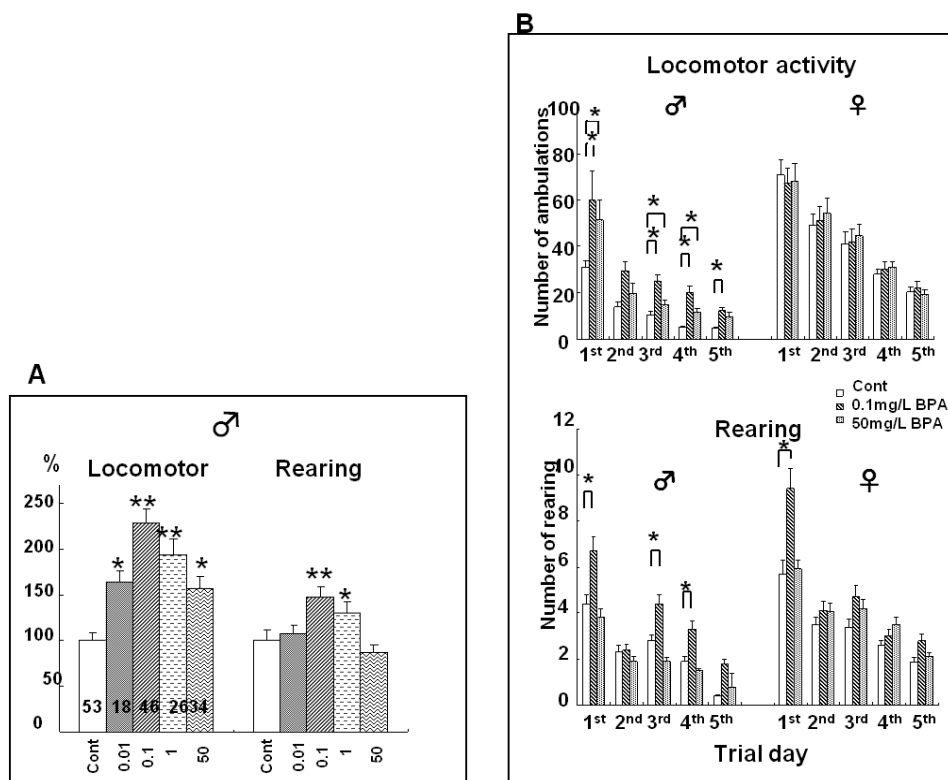 A
♂
%
Locomotor Rearing
250
200
150
100
50
0
** ** * * ** *
53 18 46 26 34
Cont 0.01 0.1 1 50 Cont 0.01 0.1 1 50
B
Locomotor activity
♂ ♀
Number of ambulations
100
80
60
40
20
0
* * * * * * *
1st 2nd 3rd 4th 5th 1st 2nd 3rd 4th 5th
Cont
0.1mg/L BPA
50mg/L BPA
Rearing
♂ ♀
Number of rearing
12
10
8
6
4
2
0
* * * *
1st 2nd 3rd 4th 5th 1st 2nd 3rd 4th 5th
Trial day